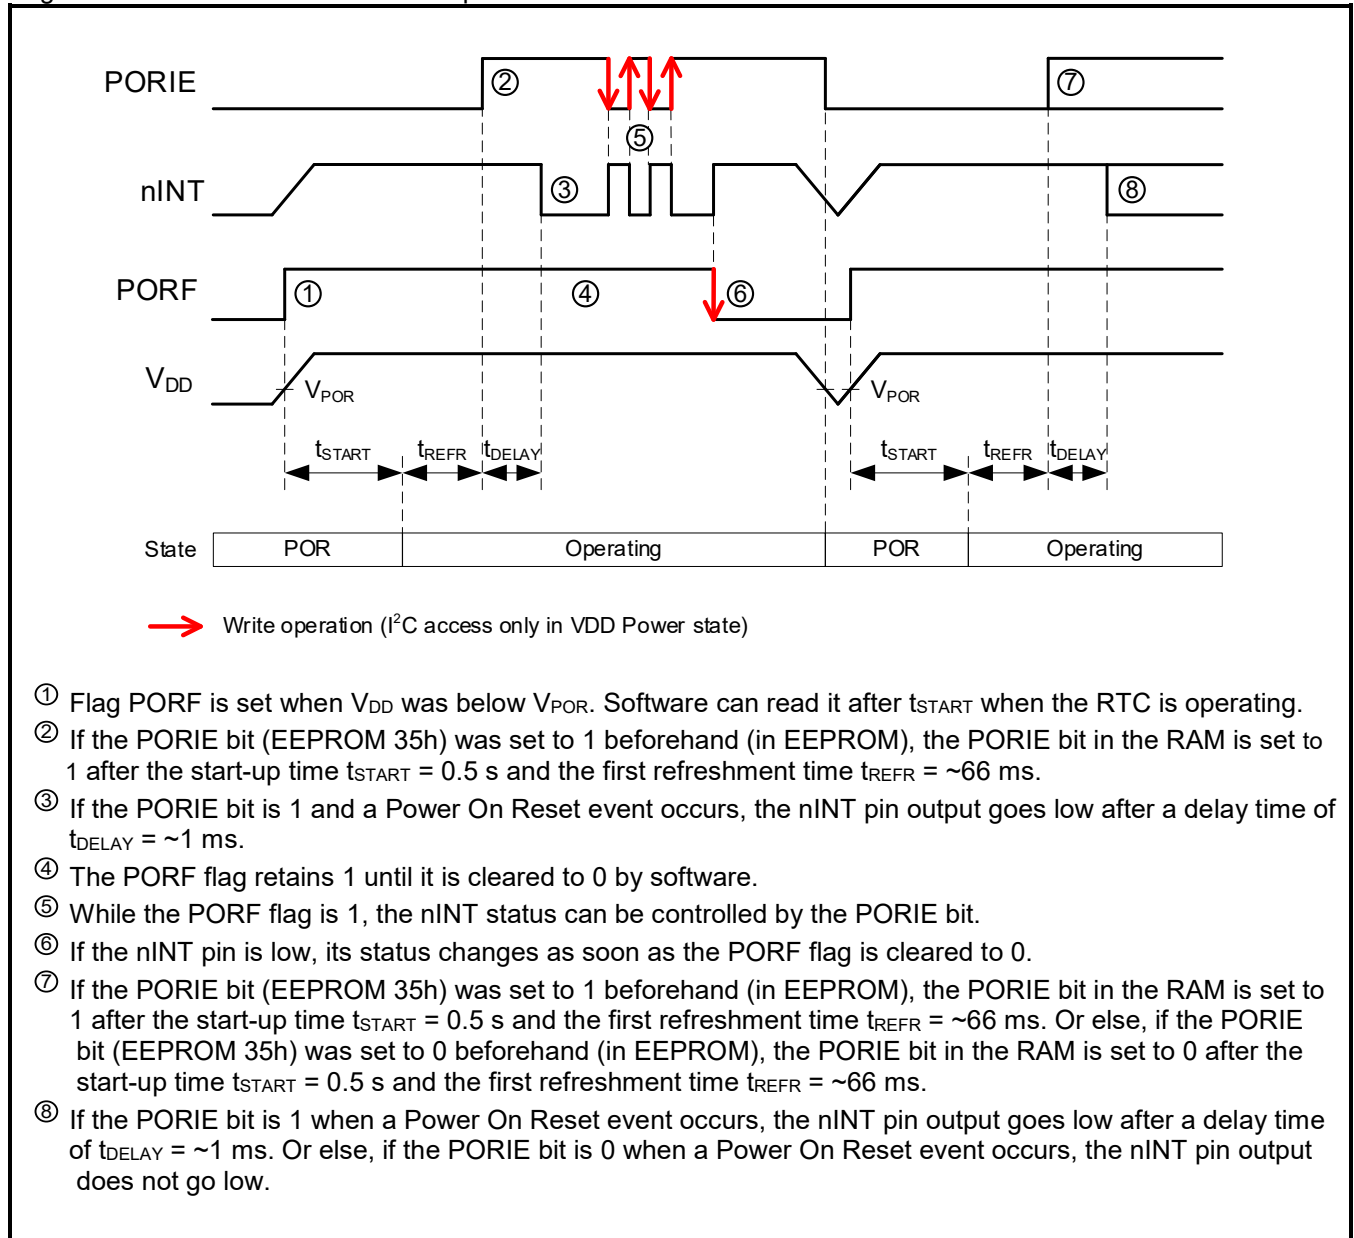 PORIE ② ⑤ ⑦
nINT ③ ⑧
PORF ① ④ ⑥
VDD VPOR VPOR
tSTART tREFR tDELAY tSTART tREFR tDELAY
State POR Operating POR Operating
Write operation (I²C access only in VDD Power state)
① Flag PORF is set when VDD was below VPOR. Software can read it after tSTART when the RTC is operating.
② If the PORIE bit (EEPROM 35h) was set to 1 beforehand (in EEPROM), the PORIE bit in the RAM is set to
1 after the start-up time tSTART = 0.5 s and the first refreshment time tREFR = ~66 ms.
③ If the PORIE bit is 1 and a Power On Reset event occurs, the nINT pin output goes low after a delay time of
tDELAY = ~1 ms.
④ The PORF flag retains 1 until it is cleared to 0 by software.
⑤ While the PORF flag is 1, the nINT status can be controlled by the PORIE bit.
⑥ If the nINT pin is low, its status changes as soon as the PORF flag is cleared to 0.
⑦ If the PORIE bit (EEPROM 35h) was set to 1 beforehand (in EEPROM), the PORIE bit in the RAM is set to
1 after the start-up time tSTART = 0.5 s and the first refreshment time tREFR = ~66 ms. Or else, if the PORIE
bit (EEPROM 35h) was set to 0 beforehand (in EEPROM), the PORIE bit in the RAM is set to 0 after the
start-up time tSTART = 0.5 s and the first refreshment time tREFR = ~66 ms.
⑧ If the PORIE bit is 1 when a Power On Reset event occurs, the nINT pin output goes low after a delay time
of tDELAY = ~1 ms. Or else, if the PORIE bit is 0 when a Power On Reset event occurs, the nINT pin output
does not go low.